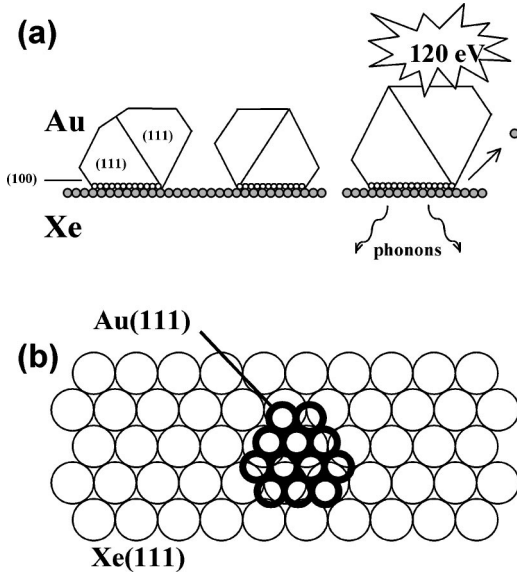 (a)
120 eV
Au
(111)
(111)
(100)
Xe
phonons
(b)
Au(111)
Xe(111)